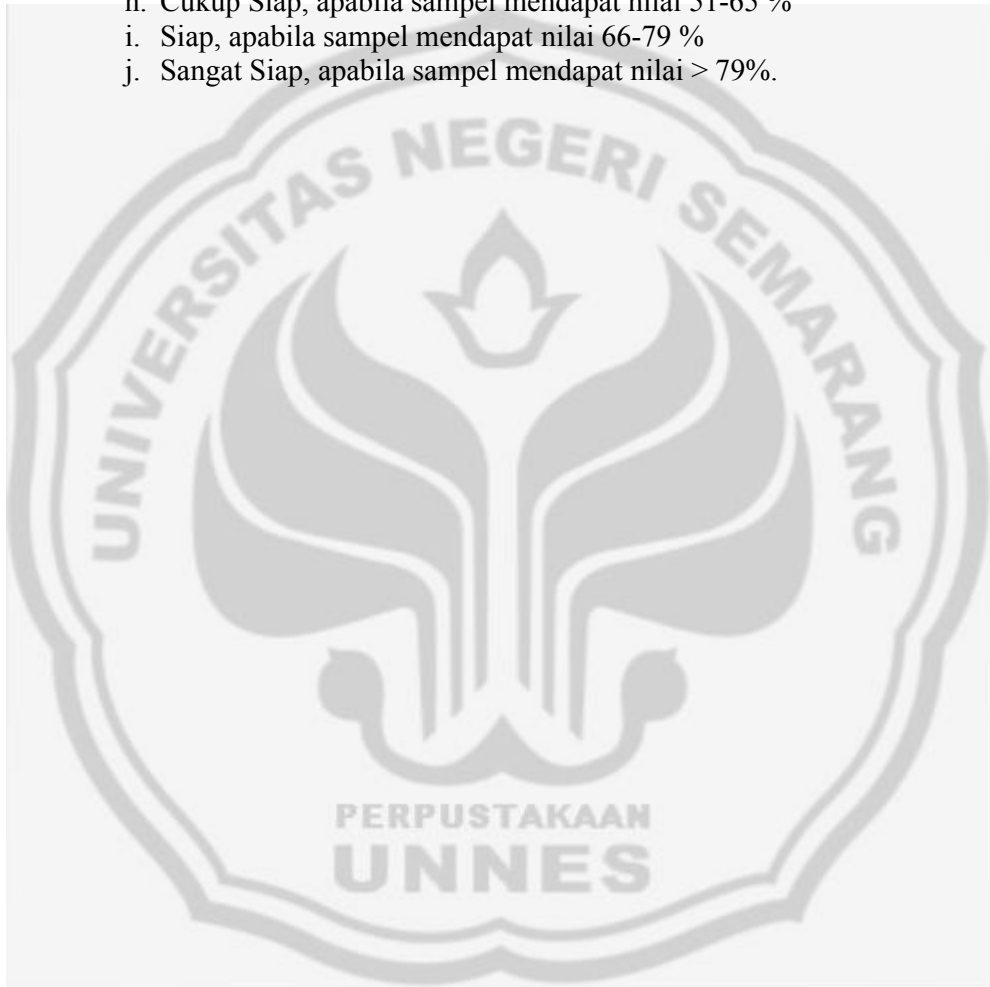 h. Cukup Siap, apabila sampel mendapat nilai 51-65 %
i. Siap, apabila sampel mendapat nilai 66-79 %
j. Sangat Siap, apabila sampel mendapat nilai > 79%.
UNIVERSITAS NEGERI SEMARANG
PERPUSTAKAAN
UNNES